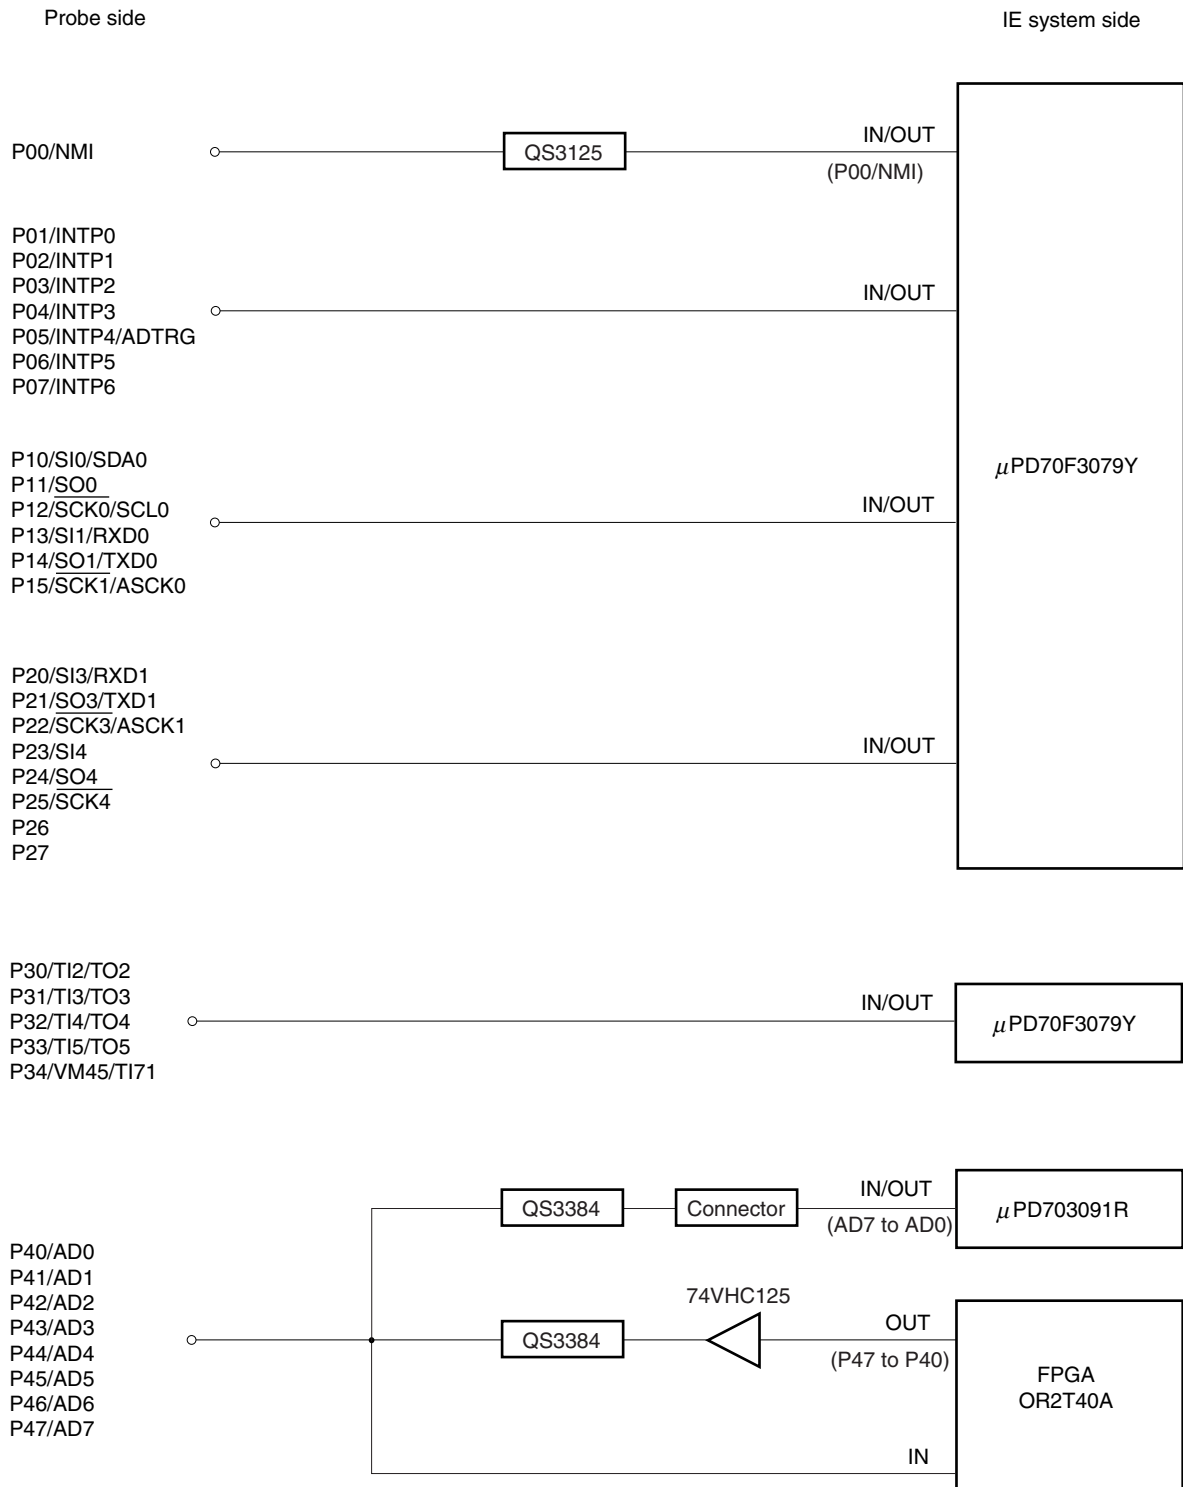 Probe side
IE system side
P00/NMI
QS3125
IN/OUT
(P00/NMI)
P01/INTP0
P02/INTP1
P03/INTP2
P04/INTP3
P05/INTP4/ADTRG
P06/INTP5
P07/INTP6
IN/OUT
μPD70F3079Y
P10/SI0/SDA0
P11/SO0
P12/SCK0/SCL0
P13/SI1/RXD0
P14/SO1/TXD0
P15/SCK1/ASCK0
IN/OUT
P20/SI3/RXD1
P21/SO3/TXD1
P22/SCK3/ASCK1
P23/SI4
P24/SO4
P25/SCK4
P26
P27
IN/OUT
P30/TI2/TO2
P31/TI3/TO3
P32/TI4/TO4
P33/TI5/TO5
P34/VM45/TI71
IN/OUT
μPD70F3079Y
QS3384
Connector
IN/OUT
(AD7 to AD0)
μPD703091R
P40/AD0
P41/AD1
P42/AD2
P43/AD3
P44/AD4
P45/AD5
P46/AD6
P47/AD7
QS3384
74VHC125
OUT
(P47 to P40)
IN
FPGA
OR2T40A